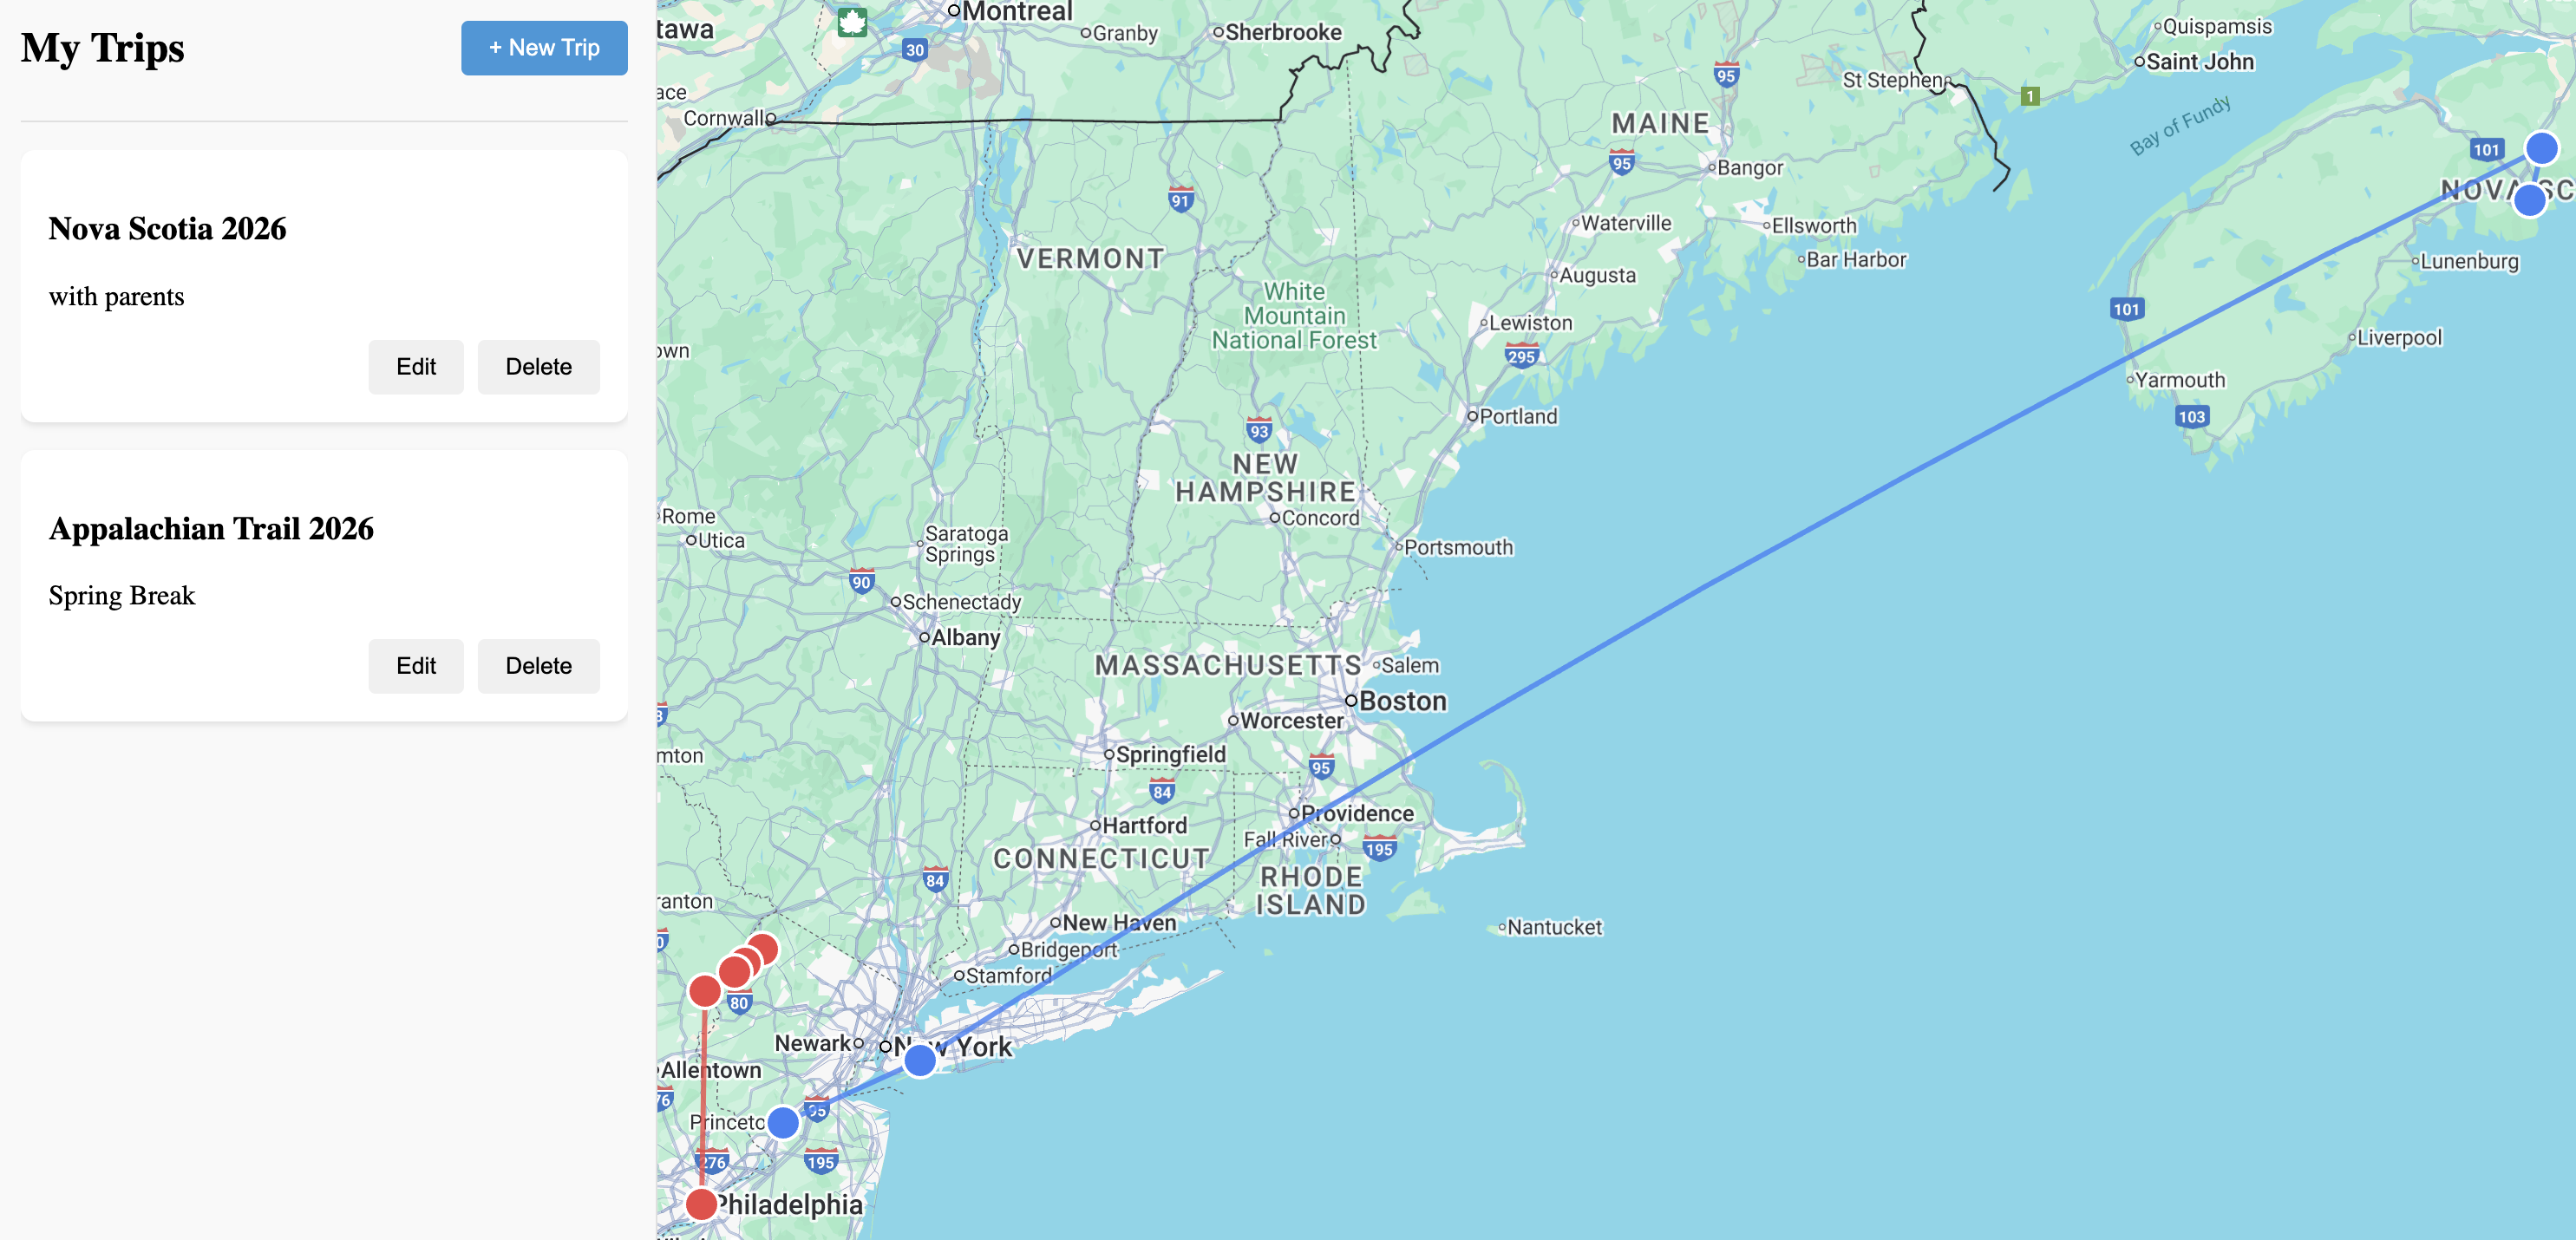 My Trips
+ New Trip
Nova Scotia 2026
with parents
Edit
Delete
Appalachian Trail 2026
Spring Break
Edit
Delete
Montreal
tawa
30
Granby
Sherbrooke
Quispamsis
Saint John
95
St Stephen
1
ace
Cornwall
MAINE
Bay of Fundy
95
Bangor
101
NOVA SC
91
Waterville
Ellsworth
VERMONT
Bar Harbor
Lunenburg
Augusta
White
Mountain
National Forest
101
Lewiston
Liverpool
own
295
Yarmouth
Portland
103
93
NEW
HAMPSHIRE
Rome
Concord
Utica
Saratoga
Springs
Portsmouth
90
Schenectady
Albany
MASSACHUSETTS
Salem
Boston
Worcester
mton
Springfield
95
84
Providence
Hartford
Fall River
195
CONNECTICUT
84
RHODE
ISLAND
ranton
New Haven
Nantucket
Bridgeport
Stamford
80
Newark
New York
Allentown
76
95
Princeto
276
195
Philadelphia